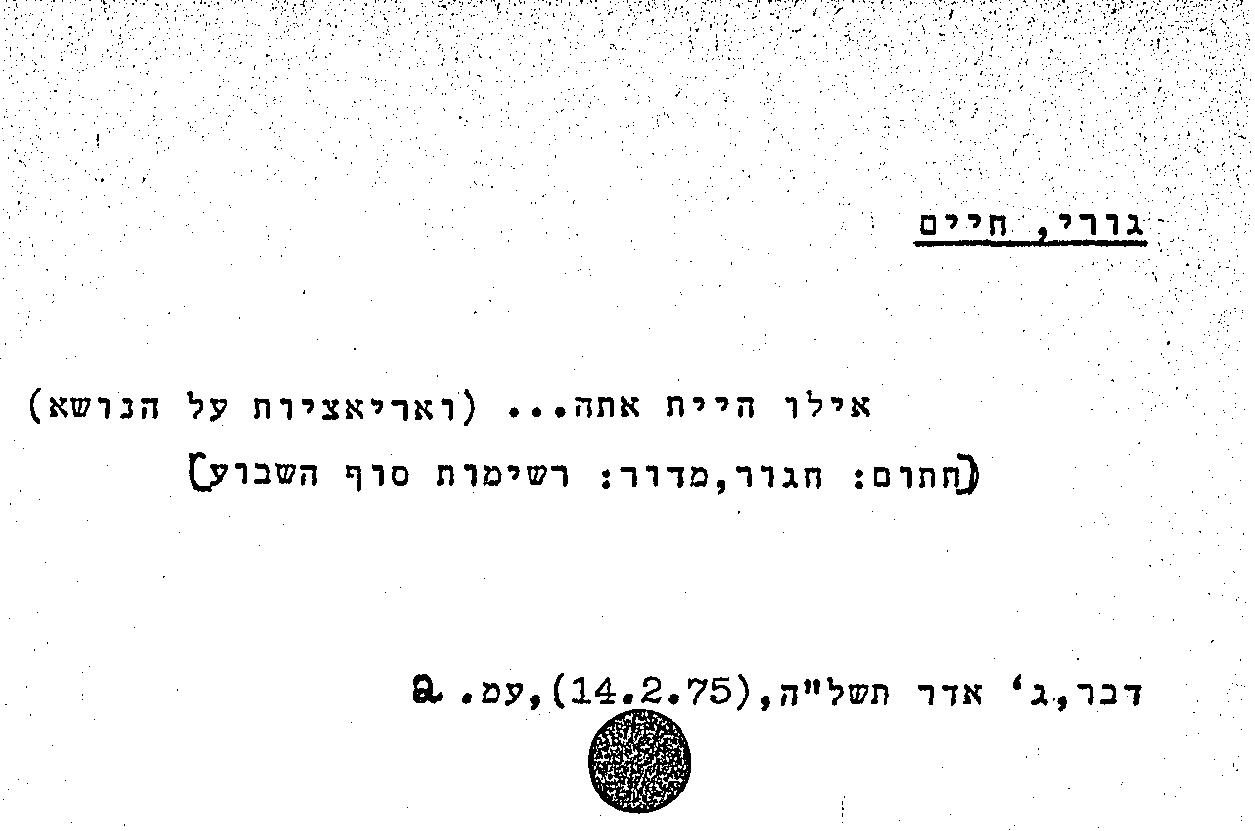 גורי, חיים
אילו היית אתה... (ואריאציות על הנושא)
(חתום: חגור,מדור: רשימות סוף השבוע)
דבר,ג' אדר תשל"ה,(14.2.75),עמ.